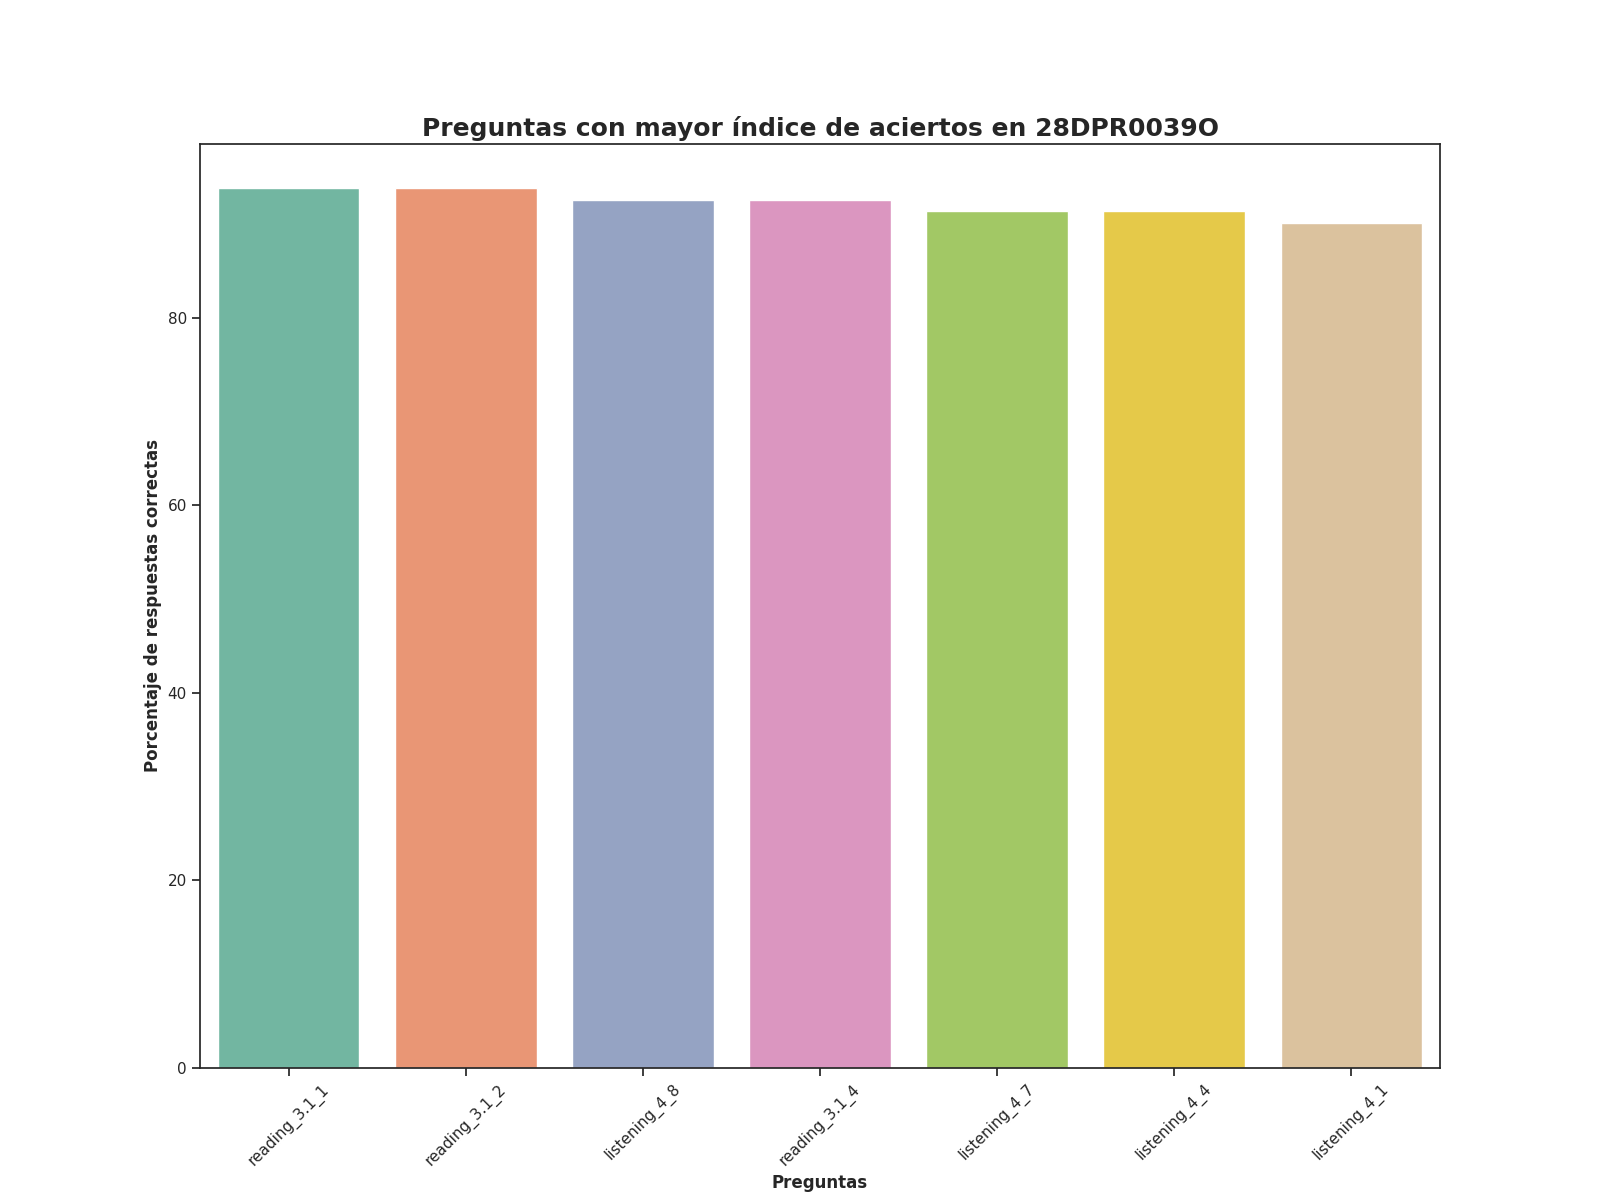 Preguntas con mayor índice de aciertos en 28DPR0039O
Porcentaje de respuestas correctas
80
60
40
20
0
reading_3.1_1
reading_3.1_2
listening_4_8
reading_3.1_4
listening_4_7
listening_4_4
listening_4_1
Preguntas